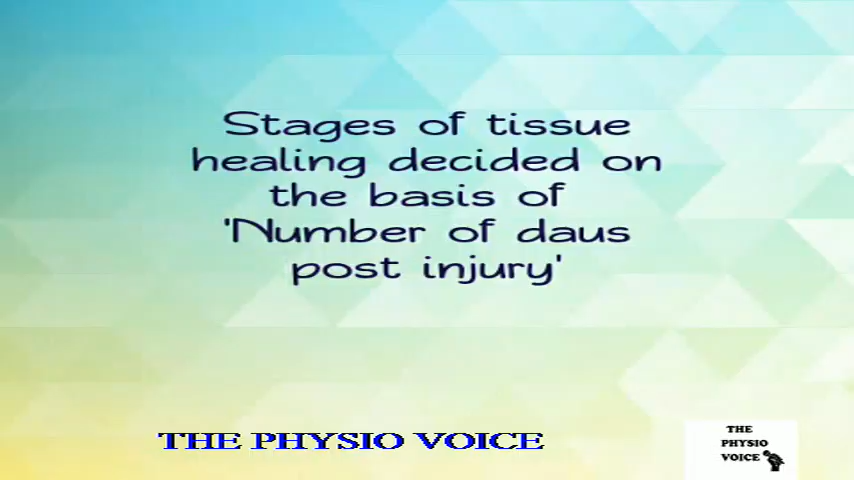 Stages of tissue
healing decided on
the basis of
'Number of daus
post injury'
THE PHYSIO VOICE
THE
PHYSIO
VOICE